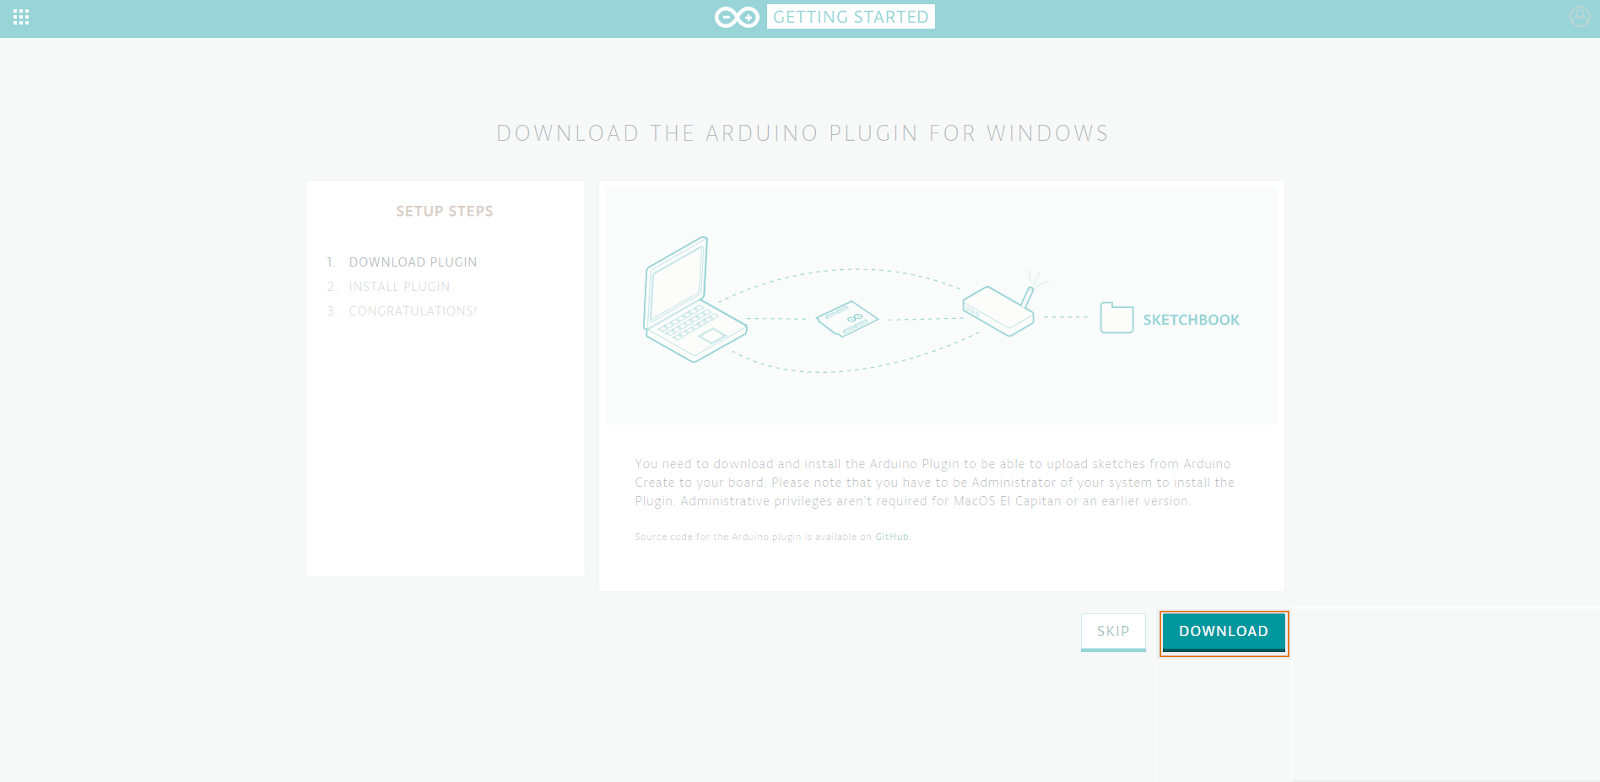 GETTING STARTED
DOWNLOAD THE ARDUINO PLUGIN FOR WINDOWS
SETUP STEPS
1. DOWNLOAD PLUGIN
2. INSTALL PLUGIN
3. CONGRATULATIONS!
SKETCHBOOK
You need to download and install the Arduino Plugin to be able to upload sketches from Arduino
Create to your board. Please note that you have to be Administrator of your system to install the
Plugin. Administrative privileges aren't required for MacOS El Capitan or an earlier version.
Source code for the Arduino plugin is available on GitHub.
SKIP
DOWNLOAD